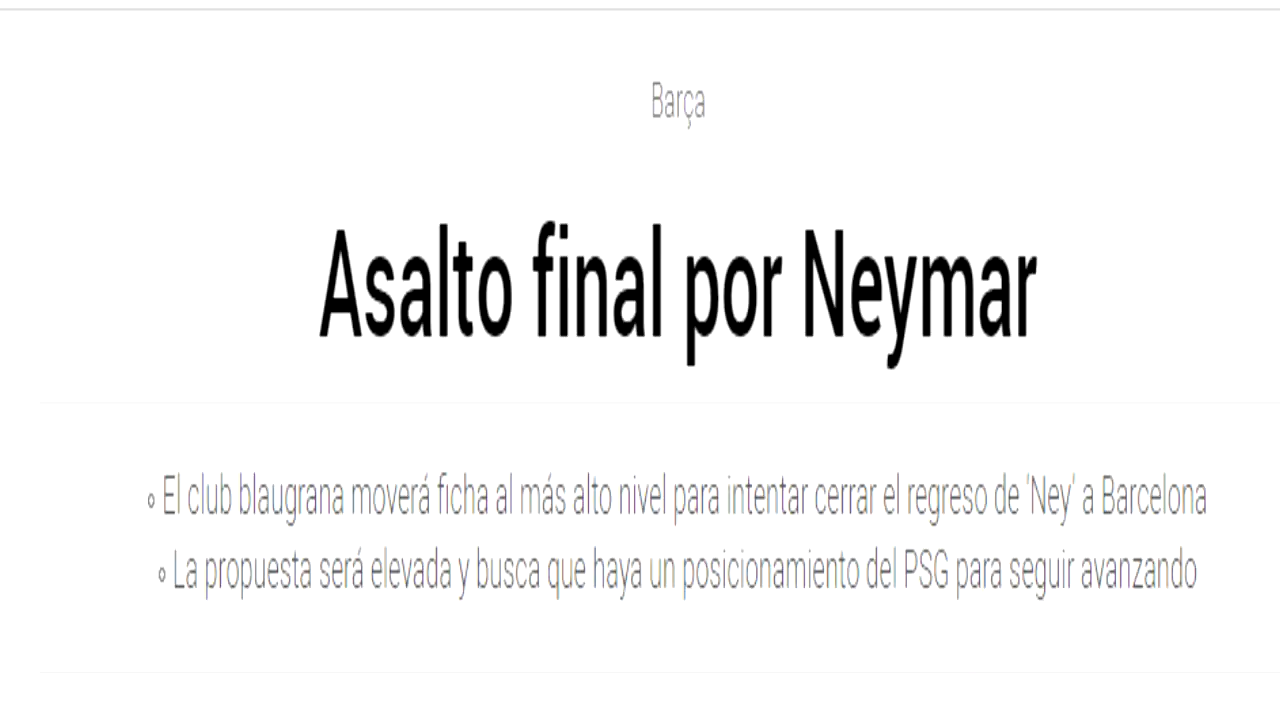 Barça
Asalto final por Neymar
◦ El club blaugrana moverá ficha al más alto nivel para intentar cerrar el regreso de 'Ney' a Barcelona
◦ La propuesta será elevada y busca que haya un posicionamiento del PSG para seguir avanzando